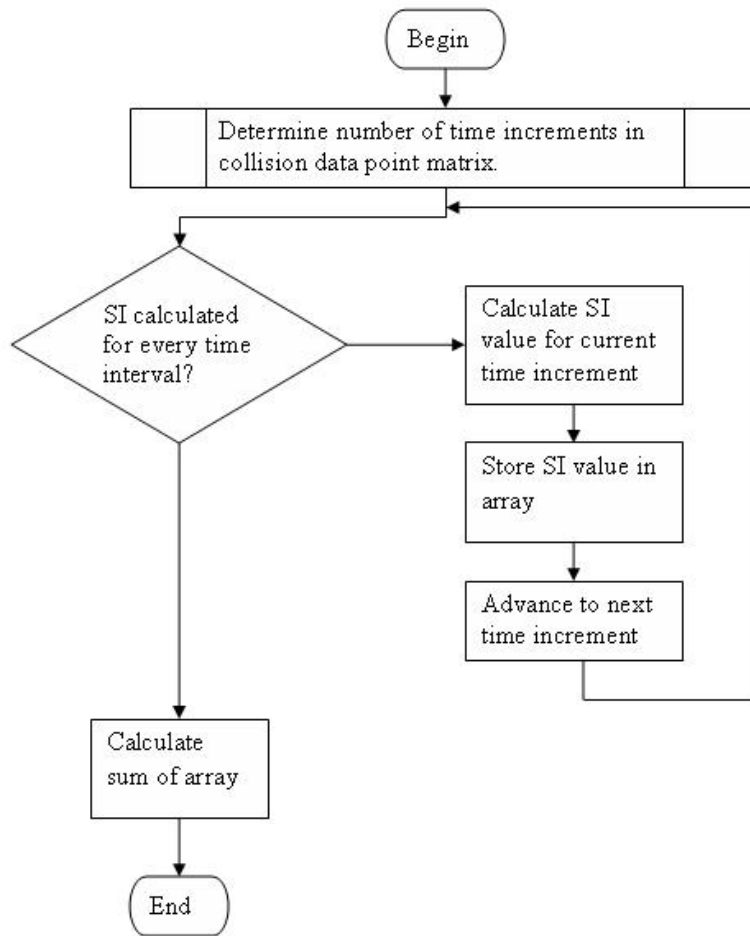 Begin
Determine number of time increments in
collision data point matrix.
SI calculated
for every time
interval?
Calculate SI
value for current
time increment
Store SI value in
array
Advance to next
time increment
Calculate
sum of array
End